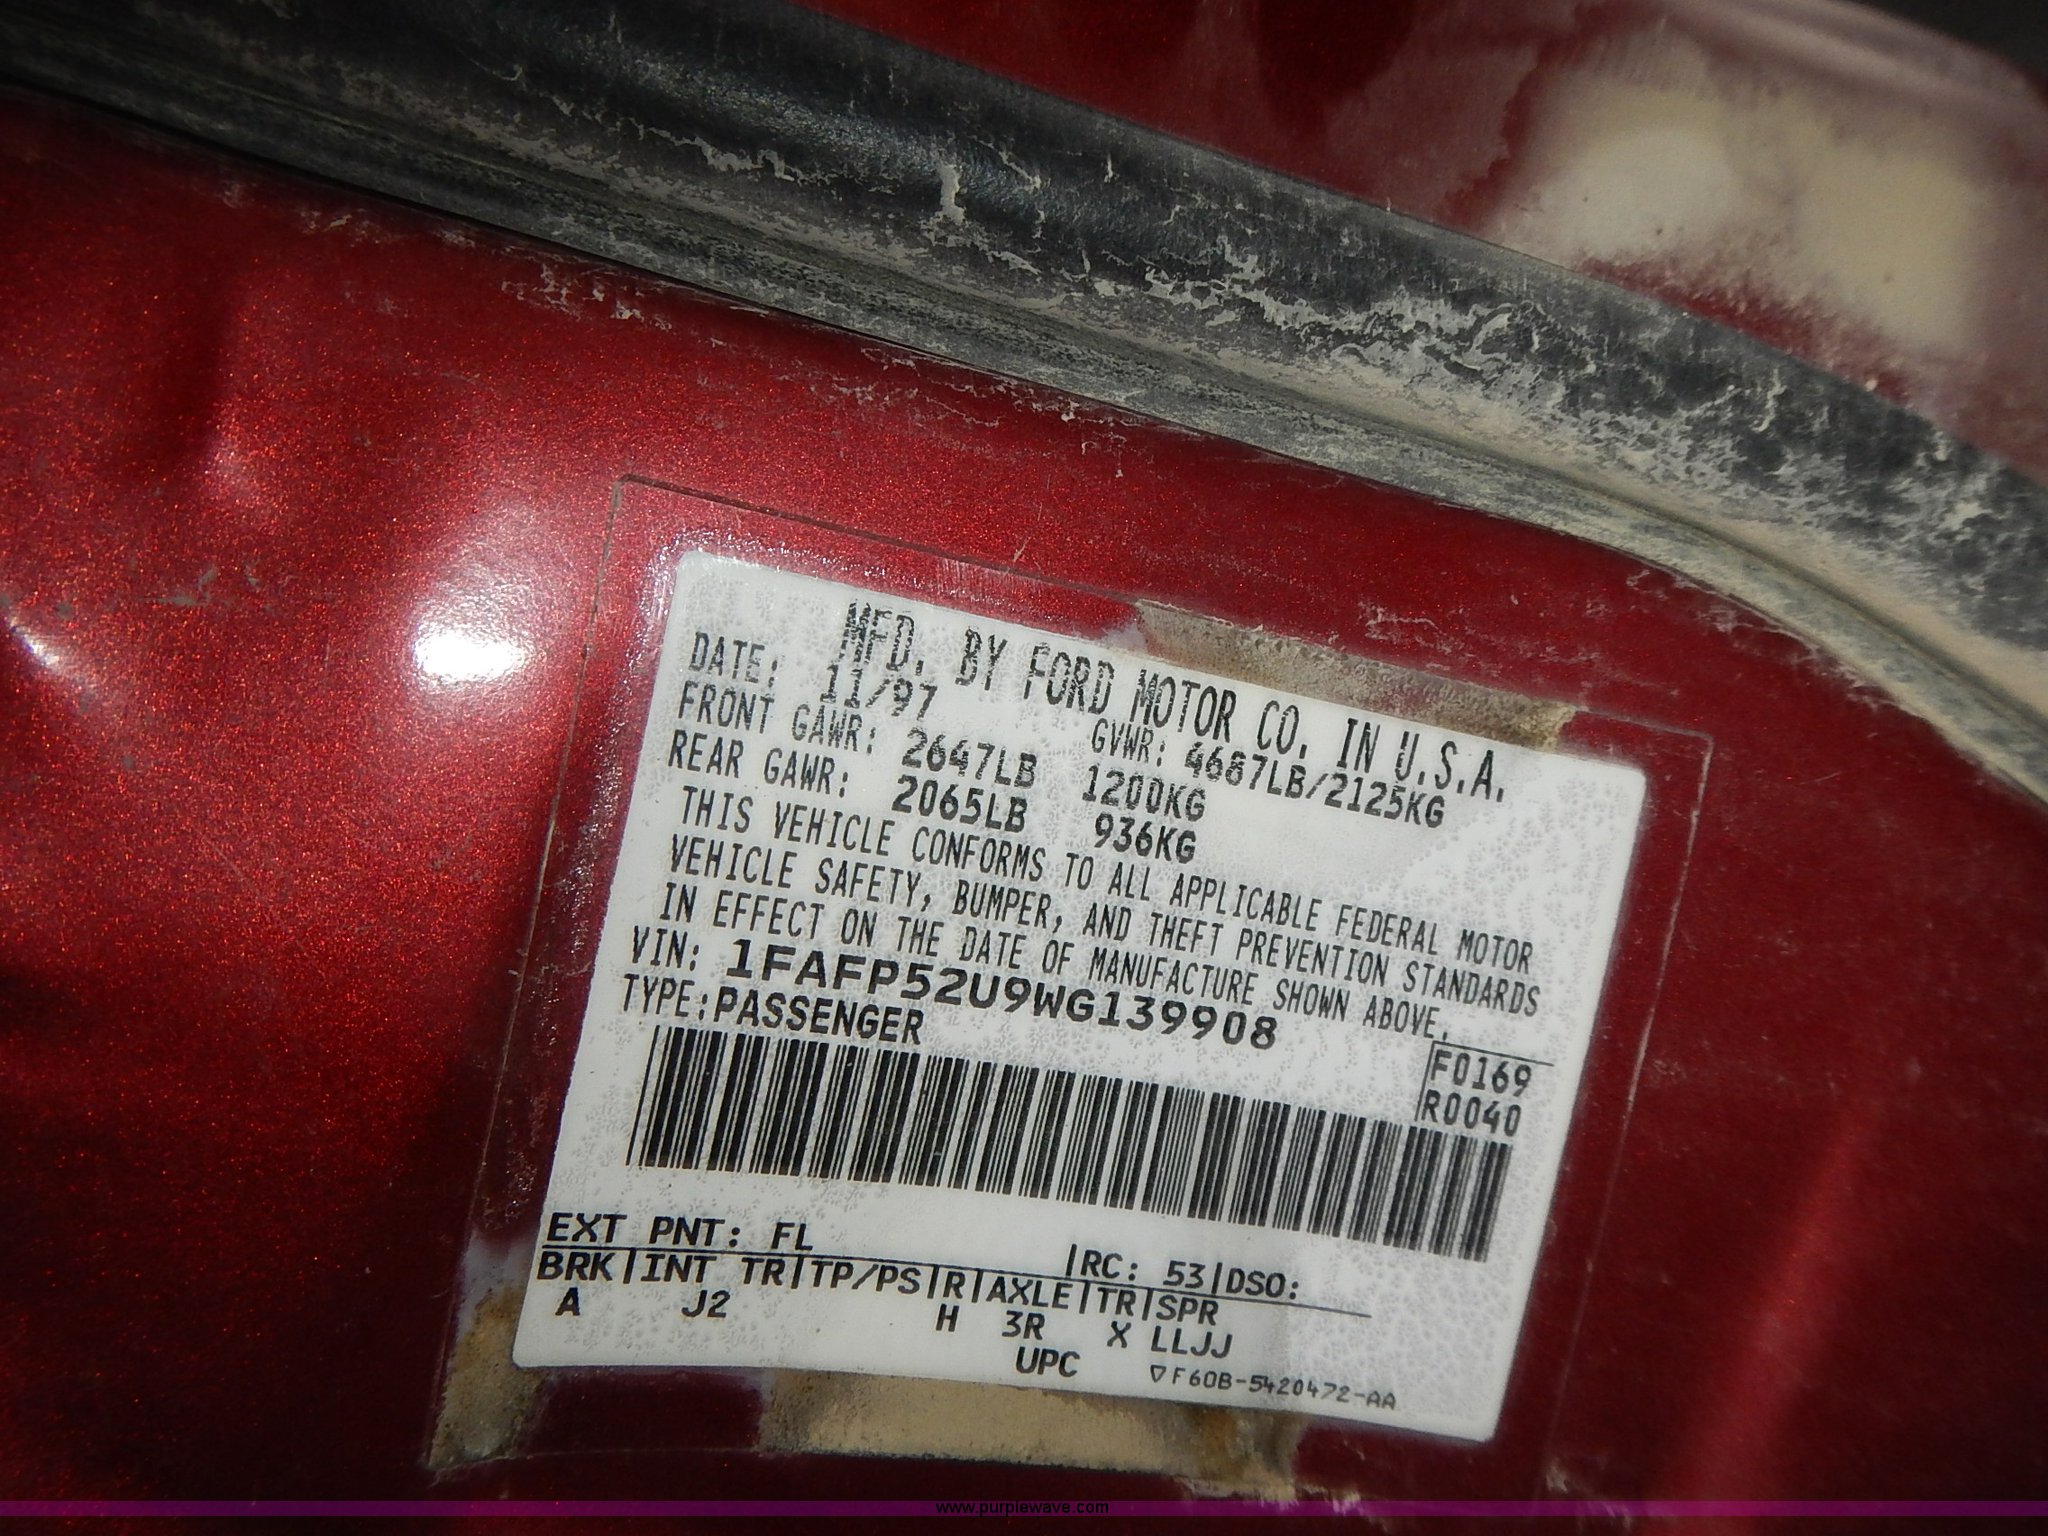 MFD. BY FORD MOTOR CO. IN U.S.A.
DATE: 11/97 GVWR: 4687LB/2125KG
FRONT GAWR: 2647LB 1200KG
REAR GAWR: 2065LB 936KG
THIS VEHICLE CONFORMS TO ALL APPLICABLE FEDERAL MOTOR
VEHICLE SAFETY, BUMPER, AND THEFT PREVENTION STANDARDS
IN EFFECT ON THE DATE OF MANUFACTURE SHOWN ABOVE.
VIN: 1FAFP52U9WG139908
TYPE: PASSENGER
F0169
R0040
EXT PNT: FL |RC: 53|DSO:
BRK|INT TR|TP/PS|R|AXLE|TR|SPR
A J2 H 3R X LLJJ
UPC ▽F60B-5420472-AA
www.purplewave.com